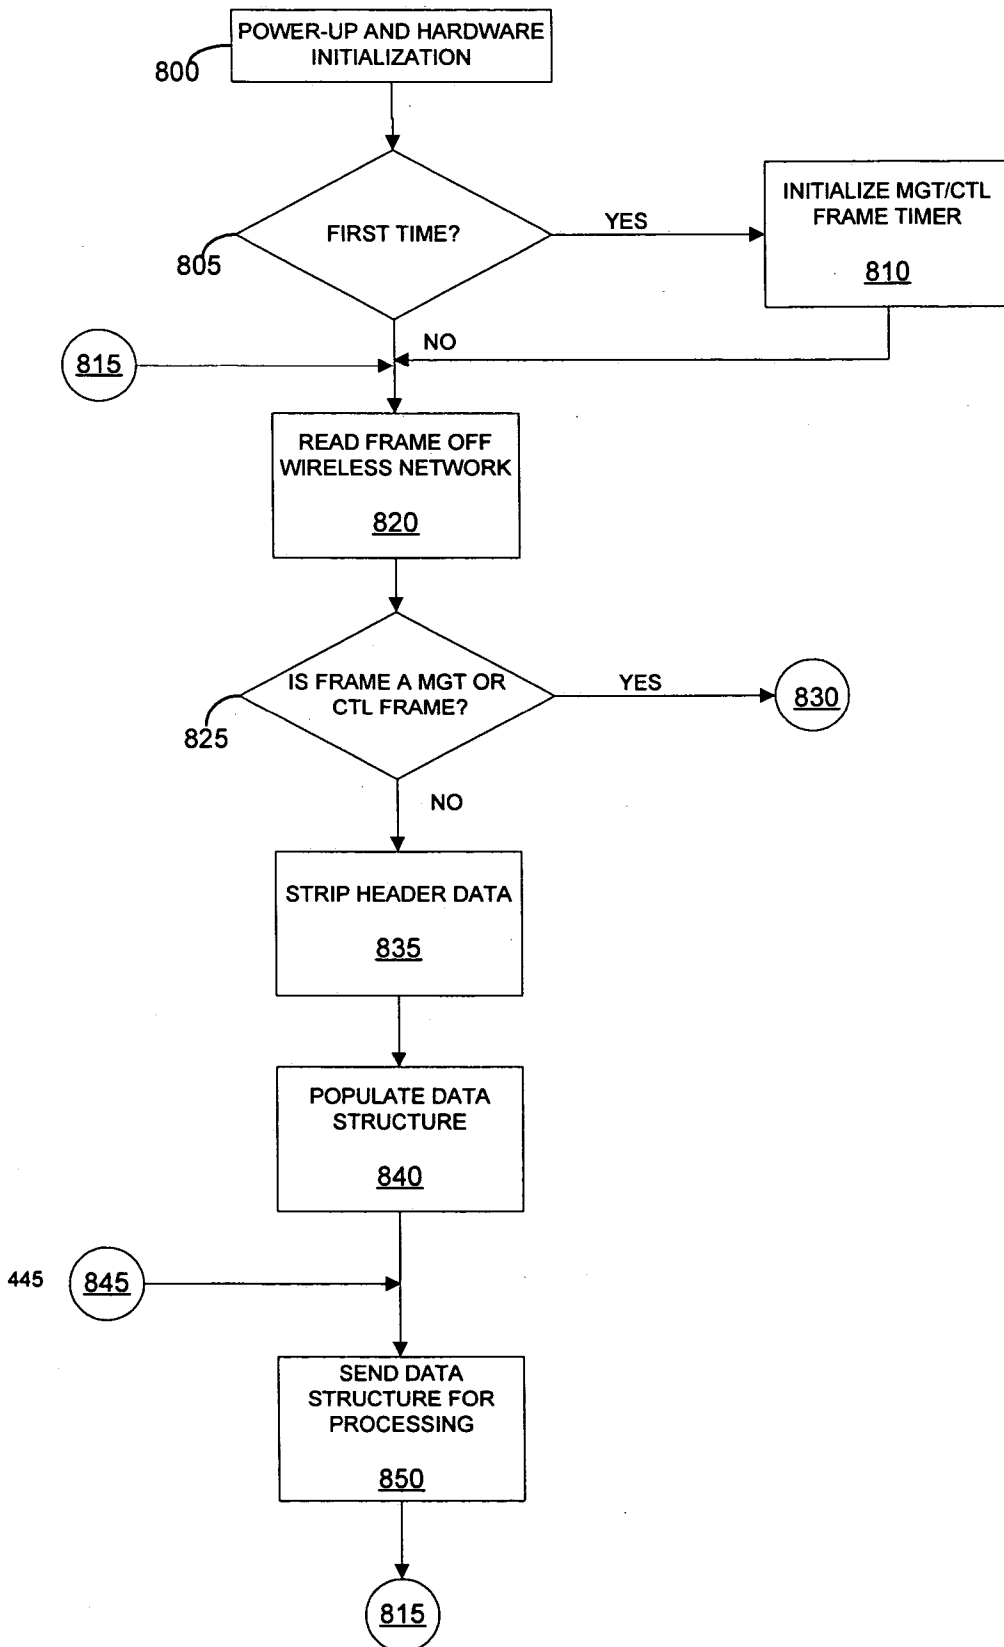 POWER-UP AND HARDWARE
INITIALIZATION
800
FIRST TIME?
805
YES
INITIALIZE MGT/CTL
FRAME TIMER
810
NO
815
READ FRAME OFF
WIRELESS NETWORK
820
IS FRAME A MGT OR
CTL FRAME?
825
YES
830
NO
STRIP HEADER DATA
835
POPULATE DATA
STRUCTURE
840
445
845
SEND DATA
STRUCTURE FOR
PROCESSING
850
815